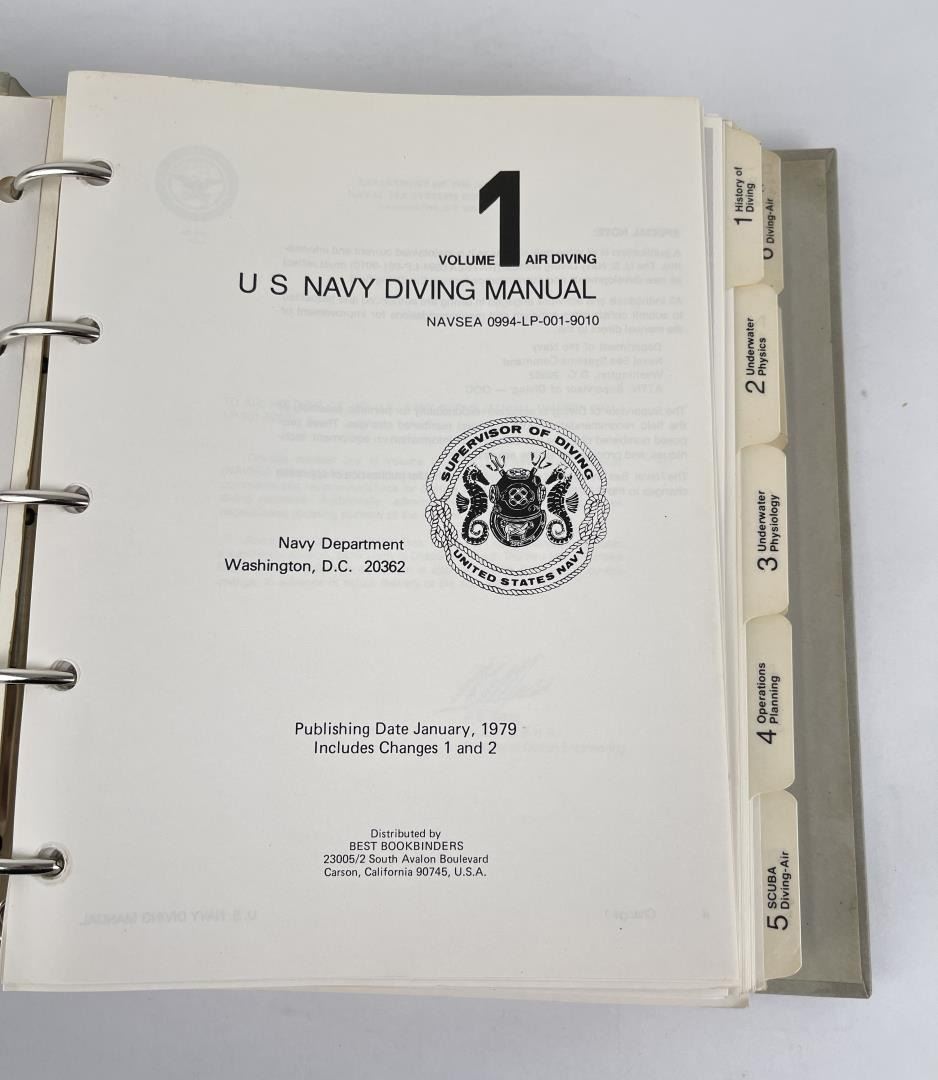 VOLUME 1 AIR DIVING
U S NAVY DIVING MANUAL
NAVSEA 0994-LP-001-9010
SUPERVISOR OF DIVING
UNITED STATES NAVY
Navy Department
Washington, D.C. 20362
Publishing Date January, 1979
Includes Changes 1 and 2
Distributed by
BEST BOOKBINDERS
23005/2 South Avalon Boulevard
Carson, California 90745, U.S.A.
1 History of
Diving
Diving-Air
2 Underwater
Physics
3 Underwater
Physiology
4 Operations
Planning
5 SCUBA
Diving-Air